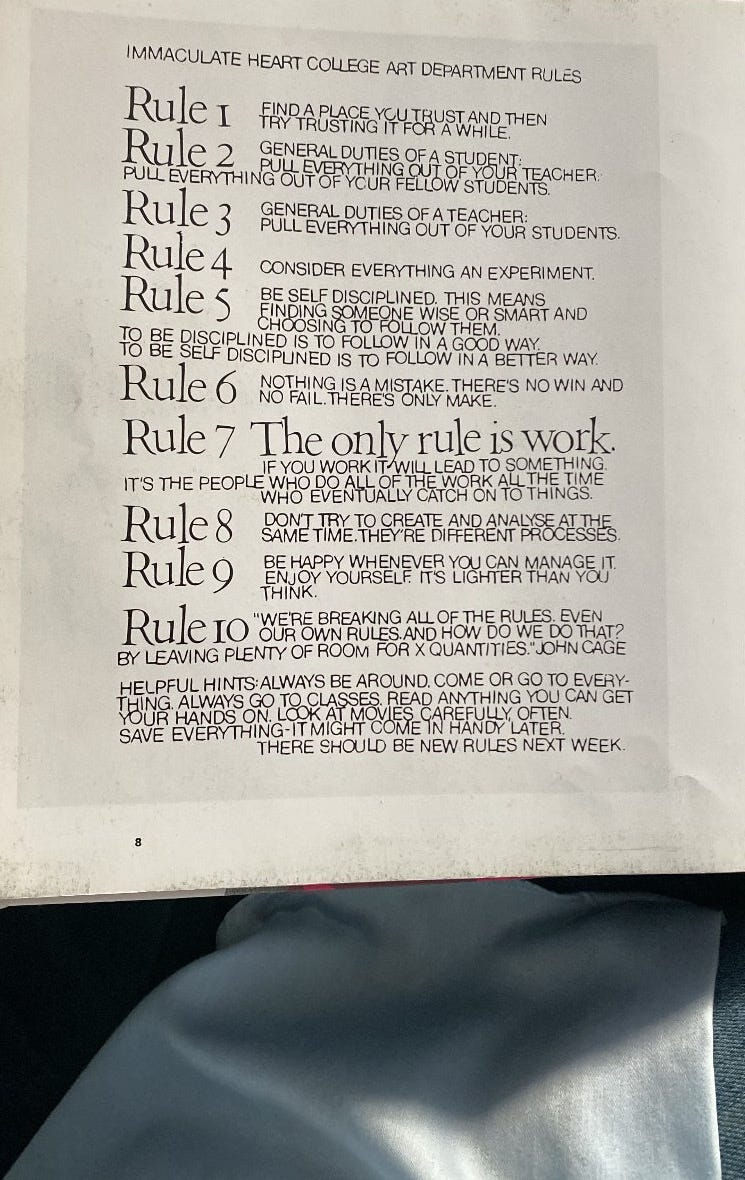 IMMACULATE HEART COLLEGE ART DEPARTMENT RULES
Rule 1 FIND A PLACE YOU TRUST AND THEN
TRY TRUSTING IT FOR A WHILE.
Rule 2 GENERAL DUTIES OF A STUDENT:
PULL EVERYTHING OUT OF YOUR TEACHER.
PULL EVERYTHING OUT OF YOUR FELLOW STUDENTS.
Rule 3 GENERAL DUTIES OF A TEACHER:
PULL EVERYTHING OUT OF YOUR STUDENTS.
Rule 4 CONSIDER EVERYTHING AN EXPERIMENT.
Rule 5 BE SELF DISCIPLINED. THIS MEANS
FINDING SOMEONE WISE OR SMART AND
CHOOSING TO FOLLOW THEM.
TO BE DISCIPLINED IS TO FOLLOW IN A GOOD WAY.
TO BE SELF DISCIPLINED IS TO FOLLOW IN A BETTER WAY.
Rule 6 NOTHING IS A MISTAKE. THERE'S NO WIN AND
NO FAIL. THERE'S ONLY MAKE.
Rule 7 The only rule is work.
IF YOU WORK IT WILL LEAD TO SOMETHING.
IT'S THE PEOPLE WHO DO ALL OF THE WORK ALL THE TIME
WHO EVENTUALLY CATCH ON TO THINGS.
Rule 8 DON'T TRY TO CREATE AND ANALYSE AT THE
SAME TIME. THEY'RE DIFFERENT PROCESSES.
Rule 9 BE HAPPY WHENEVER YOU CAN MANAGE IT.
ENJOY YOURSELF. IT'S LIGHTER THAN YOU
THINK.
Rule 10 "WE'RE BREAKING ALL OF THE RULES. EVEN
OUR OWN RULES. AND HOW DO WE DO THAT?
BY LEAVING PLENTY OF ROOM FOR X QUANTITIES." JOHN CAGE
HELPFUL HINTS: ALWAYS BE AROUND. COME OR GO TO EVERY-
THING. ALWAYS GO TO CLASSES. READ ANYTHING YOU CAN GET
YOUR HANDS ON. LOOK AT MOVIES CAREFULLY, OFTEN.
SAVE EVERYTHING-IT MIGHT COME IN HANDY LATER.
THERE SHOULD BE NEW RULES NEXT WEEK.
8